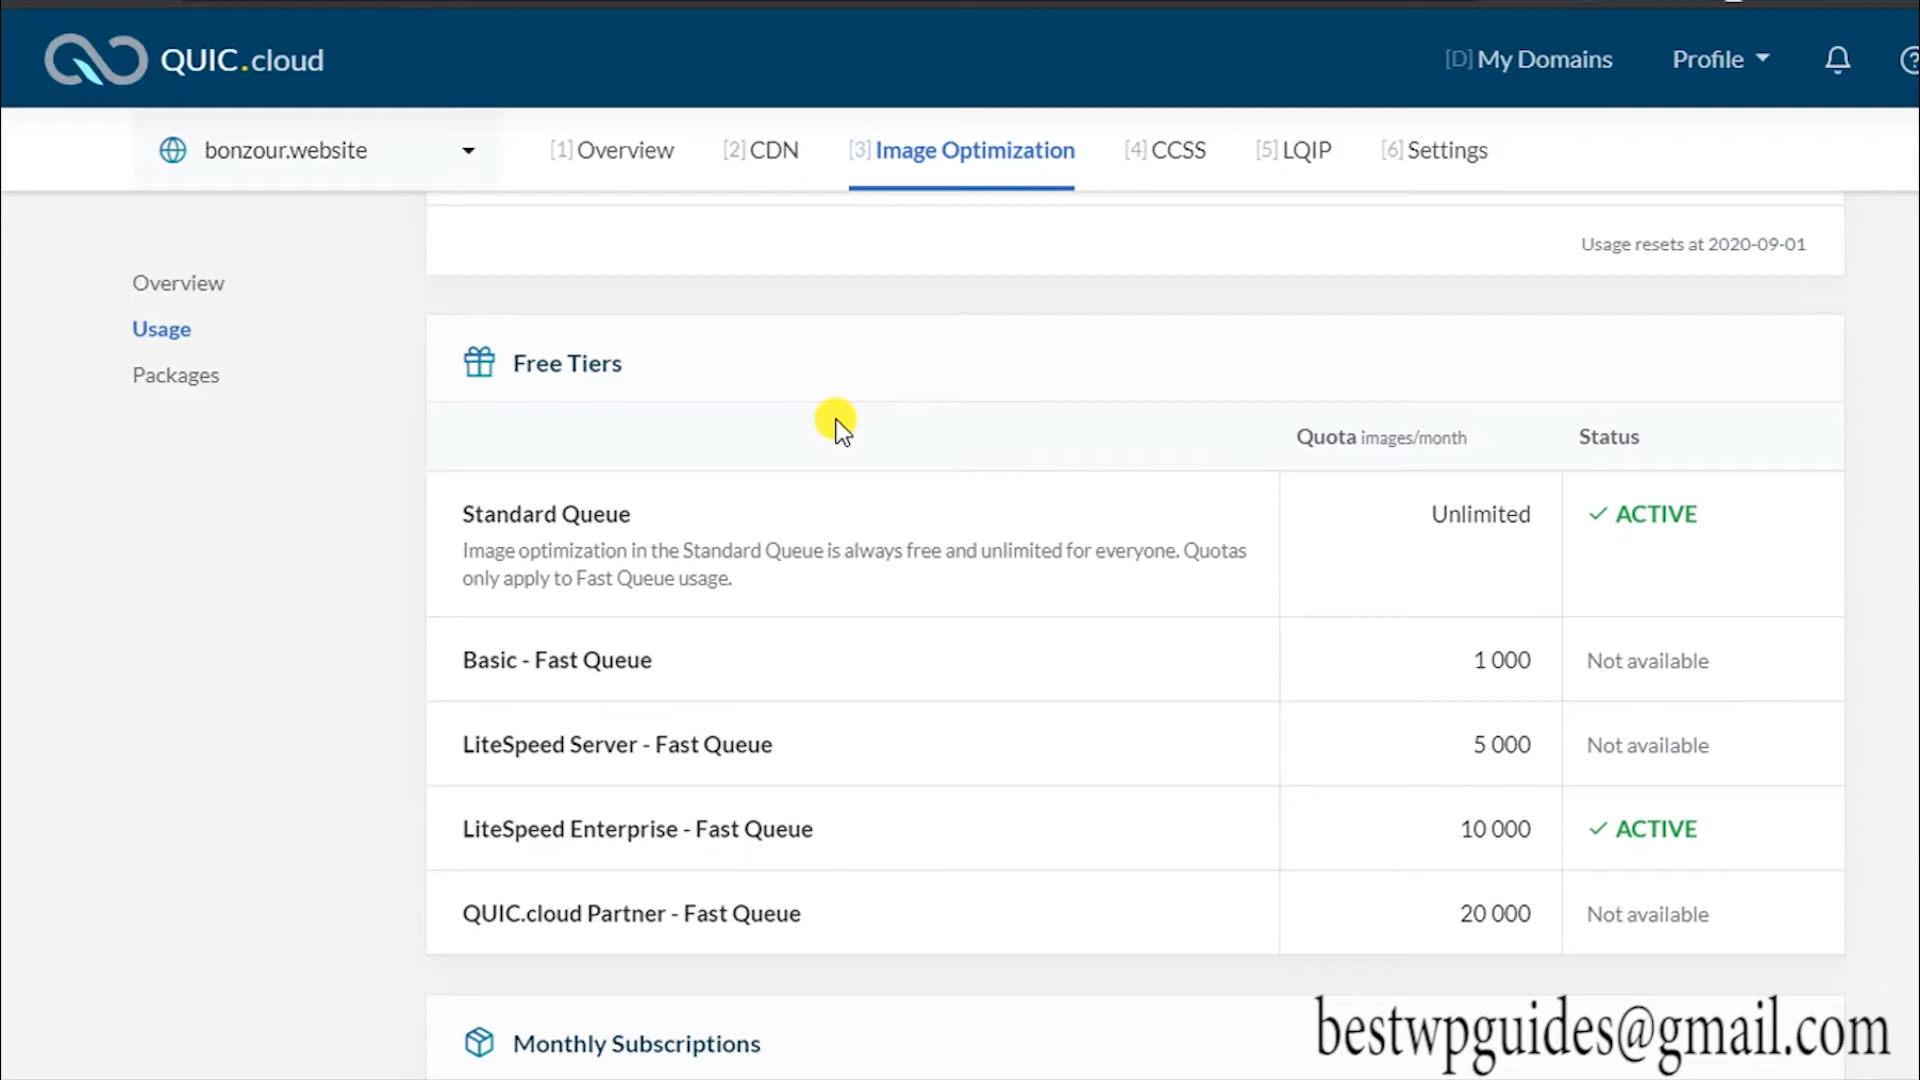 QUIC.cloud
[D] My Domains
Profile
bonzour.website
[1] Overview
[2] CDN
[3] Image Optimization
[4] CCSS
[5] LQIP
[6] Settings
Usage resets at 2020-09-01
Overview
Usage
Packages
Free Tiers
Quota images/month
Status
Standard Queue
Unlimited
ACTIVE
Image optimization in the Standard Queue is always free and unlimited for everyone. Quotas
only apply to Fast Queue usage.
Basic - Fast Queue
1 000
Not available
LiteSpeed Server - Fast Queue
5 000
Not available
LiteSpeed Enterprise - Fast Queue
10 000
ACTIVE
QUIC.cloud Partner - Fast Queue
20 000
Not available
Monthly Subscriptions
bestwpguides@gmail.com